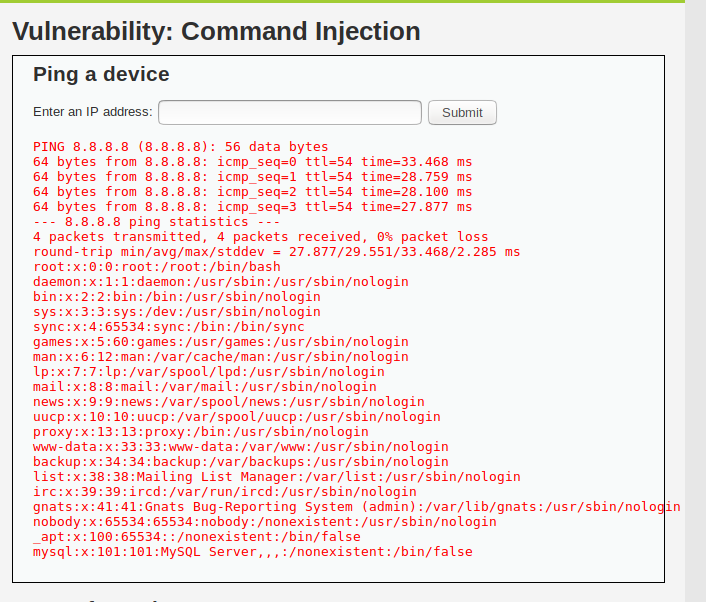 Vulnerability: Command Injection
Ping a device
Enter an IP address:
Submit
PING 8.8.8.8 (8.8.8.8): 56 data bytes
64 bytes from 8.8.8.8: icmp_seq=0 ttl=54 time=33.468 ms
64 bytes from 8.8.8.8: icmp_seq=1 ttl=54 time=28.759 ms
64 bytes from 8.8.8.8: icmp_seq=2 ttl=54 time=28.100 ms
64 bytes from 8.8.8.8: icmp_seq=3 ttl=54 time=27.877 ms
--- 8.8.8.8 ping statistics ---
4 packets transmitted, 4 packets received, 0% packet loss
round-trip min/avg/max/stddev = 27.877/29.551/33.468/2.285 ms
root:x:0:0:root:/root:/bin/bash
daemon:x:1:1:daemon:/usr/sbin:/usr/sbin/nologin
bin:x:2:2:bin:/bin:/usr/sbin/nologin
sys:x:3:3:sys:/dev:/usr/sbin/nologin
sync:x:4:65534:sync:/bin:/bin/sync
games:x:5:60:games:/usr/games:/usr/sbin/nologin
man:x:6:12:man:/var/cache/man:/usr/sbin/nologin
lp:x:7:7:lp:/var/spool/lpd:/usr/sbin/nologin
mail:x:8:8:mail:/var/mail:/usr/sbin/nologin
news:x:9:9:news:/var/spool/news:/usr/sbin/nologin
uucp:x:10:10:uucp:/var/spool/uucp:/usr/sbin/nologin
proxy:x:13:13:proxy:/bin:/usr/sbin/nologin
www-data:x:33:33:www-data:/var/www:/usr/sbin/nologin
backup:x:34:34:backup:/var/backups:/usr/sbin/nologin
list:x:38:38:Mailing List Manager:/var/list:/usr/sbin/nologin
irc:x:39:39:ircd:/var/run/ircd:/usr/sbin/nologin
gnats:x:41:41:Gnats Bug-Reporting System (admin):/var/lib/gnats:/usr/sbin/nologin
nobody:x:65534:65534:nobody:/nonexistent:/usr/sbin/nologin
_apt:x:100:65534::/nonexistent:/bin/false
mysql:x:101:101:MySQL Server,,,:/nonexistent:/bin/false